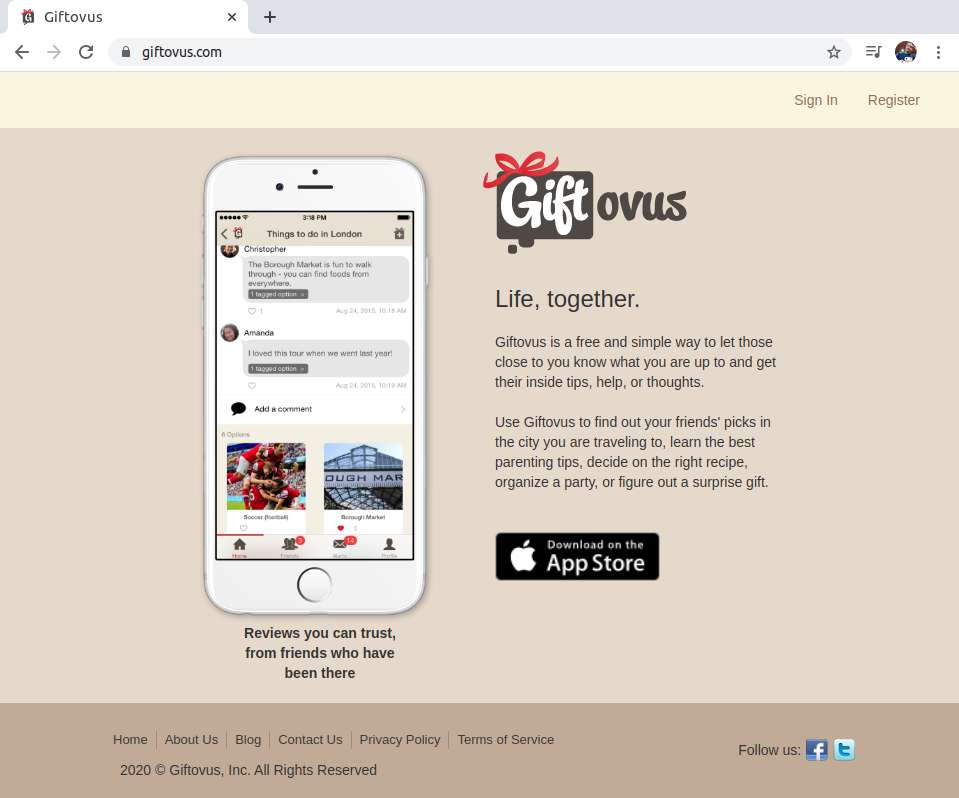 Giftovus
giftovus.com
Sign In
Register
3:18 PM
Things to do in London
Christopher
The Borough Market is fun to walk
through - you can find foods from
everywhere.
1 tagged option >
1
Aug 24, 2015, 10:18 AM
Amanda
I loved this tour when we went last year!
1 tagged option >
Aug 24, 2015, 10:19 AM
Add a comment
6 Options
OUGH MAR
Soccer (football)
Borough Market
14
Home
Friends
Alerts
Profile
Reviews you can trust,
from friends who have
been there
Giftovus
Life, together.
Giftovus is a free and simple way to let those
close to you know what you are up to and get
their inside tips, help, or thoughts.
Use Giftovus to find out your friends' picks in
the city you are traveling to, learn the best
parenting tips, decide on the right recipe,
organize a party, or figure out a surprise gift.
Download on the
App Store
Home
About Us
Blog
Contact Us
Privacy Policy
Terms of Service
2020 © Giftovus, Inc. All Rights Reserved
Follow us: